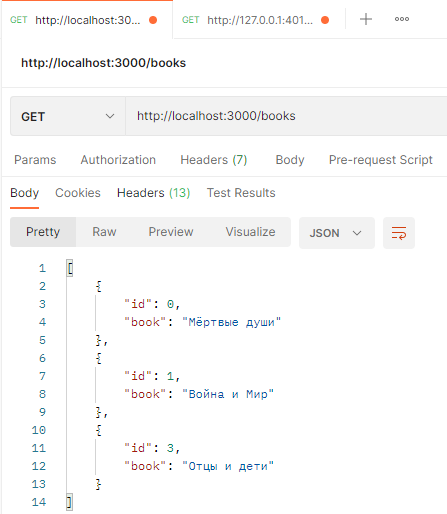 GET http://localhost:30... GET http://127.0.0.1:401...
http://localhost:3000/books
GET http://localhost:3000/books
Params Authorization Headers (7) Body Pre-request Script
Body Cookies Headers (13) Test Results
Pretty Raw Preview Visualize JSON
1 [
2 {
3 "id": 0,
4 "book": "Мёртвые души"
5 },
6 {
7 "id": 1,
8 "book": "Война и Мир"
9 },
10 {
11 "id": 3,
12 "book": "Отцы и дети"
13 }
14 ]